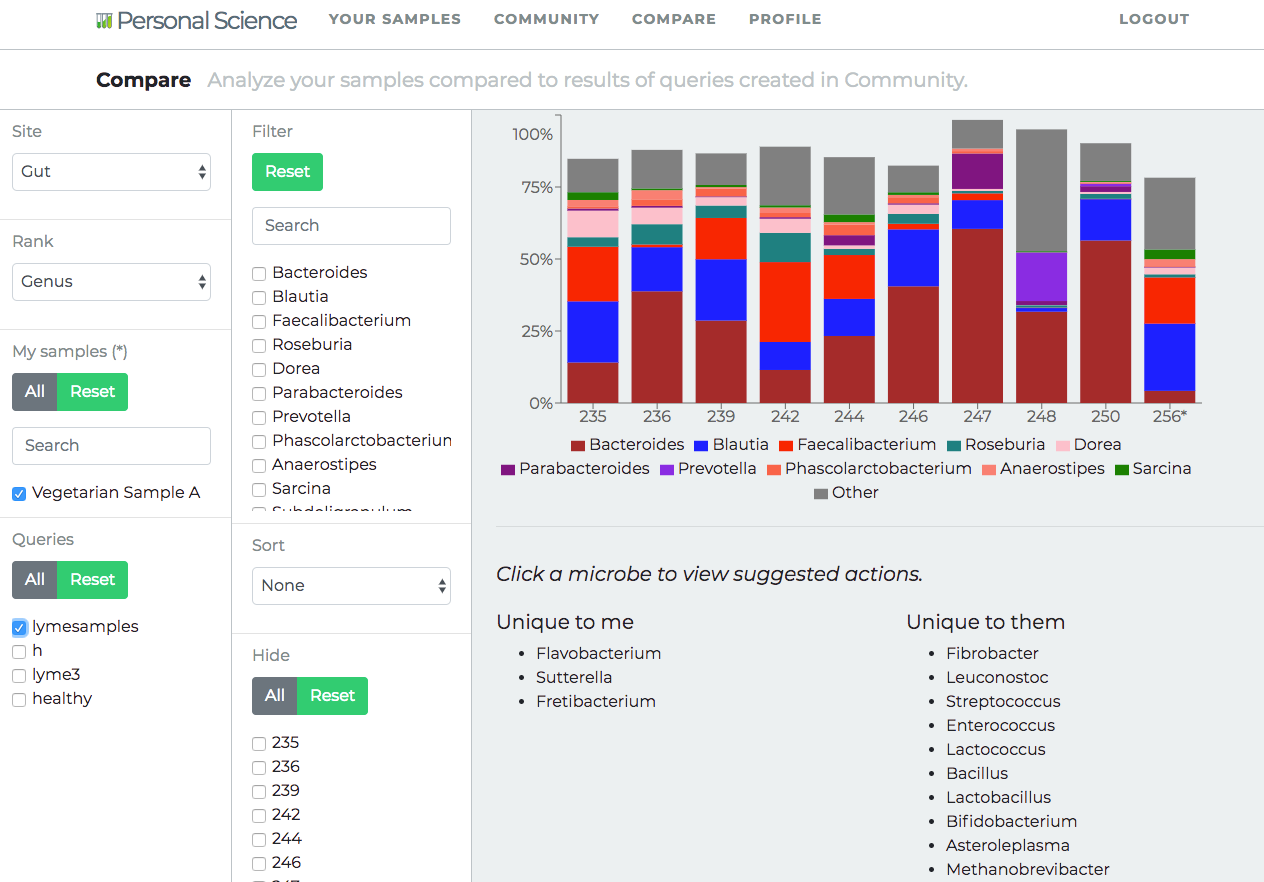 Personal Science YOUR SAMPLES COMMUNITY COMPARE PROFILE LOGOUT
Compare Analyze your samples compared to results of queries created in Community.
Site
Gut
Rank
Genus
My samples (*)
All Reset
Search
Vegetarian Sample A
Queries
All Reset
lymesamples
h
lyme3
healthy
Filter
Reset
Search
Bacteroides
Blautia
Faecalibacterium
Roseburia
Dorea
Parabacteroides
Prevotella
Phascolarctobacteriun
Anaerostipes
Sarcina
Subdoligranulum
Sort
None
Hide
All Reset
235
236
239
242
244
246
247
100%
75%
50%
25%
0%
235 236 239 242 244 246 247 248 250 256*
Bacteroides Blautia Faecalibacterium Roseburia Dorea
Parabacteroides Prevotella Phascolarctobacterium Anaerostipes Sarcina
Other
Click a microbe to view suggested actions.
Unique to me
Flavobacterium
Sutterella
Fretibacterium
Unique to them
Fibrobacter
Leuconostoc
Streptococcus
Enterococcus
Lactococcus
Bacillus
Lactobacillus
Bifidobacterium
Asteroleplasma
Methanobrevibacter